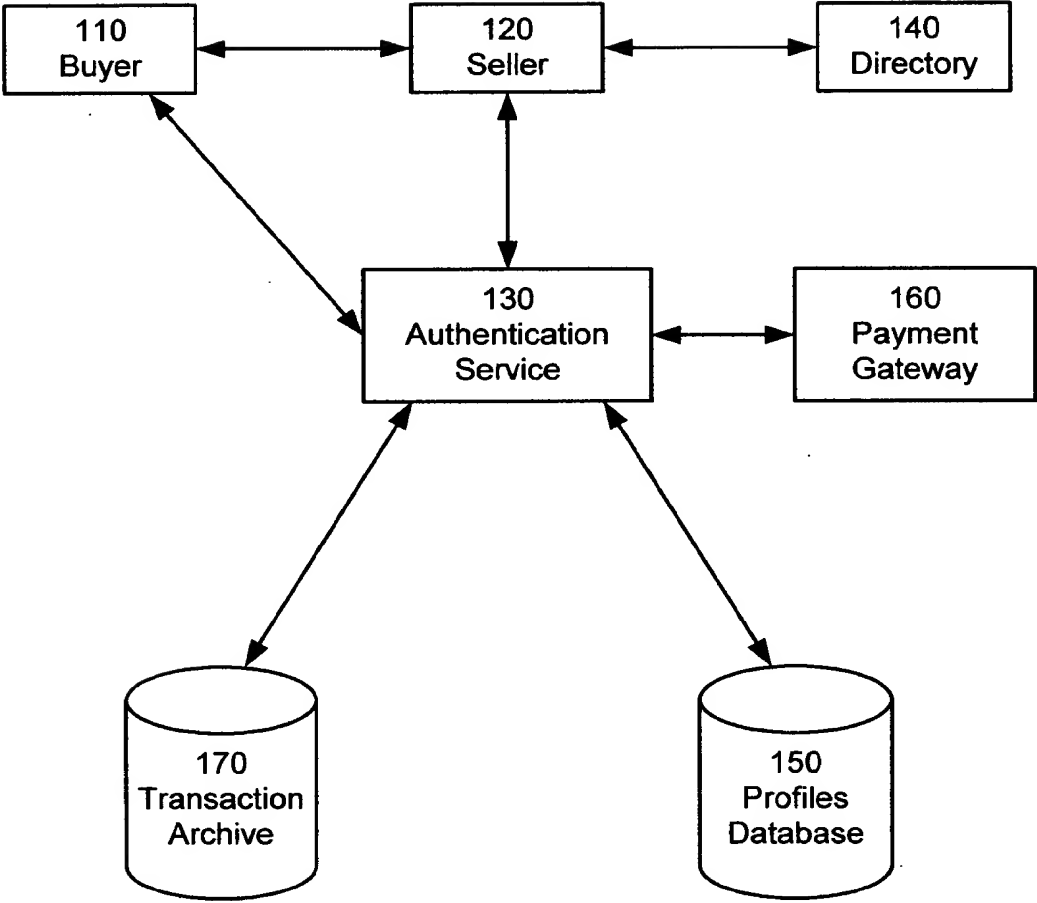 110
Buyer
120
Seller
140
Directory
130
Authentication
Service
160
Payment
Gateway
170
Transaction
Archive
150
Profiles
Database